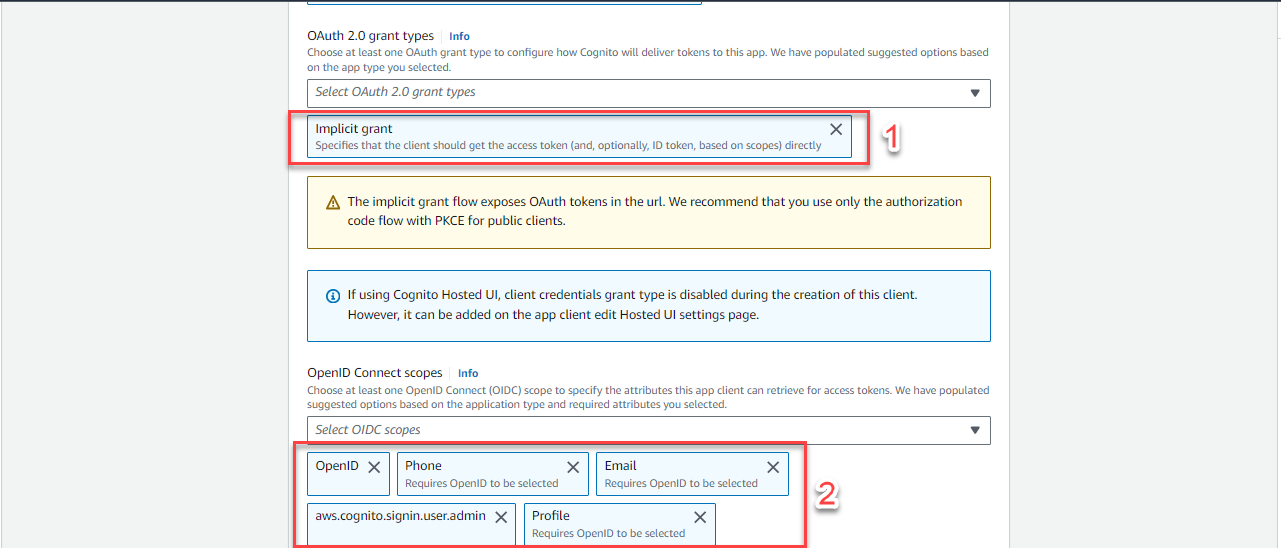 OAuth 2.0 grant types Info
Choose at least one OAuth grant type to configure how Cognito will deliver tokens to this app. We have populated suggested options based
on the app type you selected.
Select OAuth 2.0 grant types
Implicit grant
Specifies that the client should get the access token (and, optionally, ID token, based on scopes) directly
1
The implicit grant flow exposes OAuth tokens in the url. We recommend that you use only the authorization
code flow with PKCE for public clients.
If using Cognito Hosted UI, client credentials grant type is disabled during the creation of this client.
However, it can be added on the app client edit Hosted UI settings page.
OpenID Connect scopes Info
Choose at least one OpenID Connect (OIDC) scope to specify the attributes this app client can retrieve for access tokens. We have populated
suggested options based on the application type and required attributes you selected.
Select OIDC scopes
OpenID Phone Email
Requires OpenID to be selected Requires OpenID to be selected
2
aws.cognito.signin.user.admin Profile
Requires OpenID to be selected